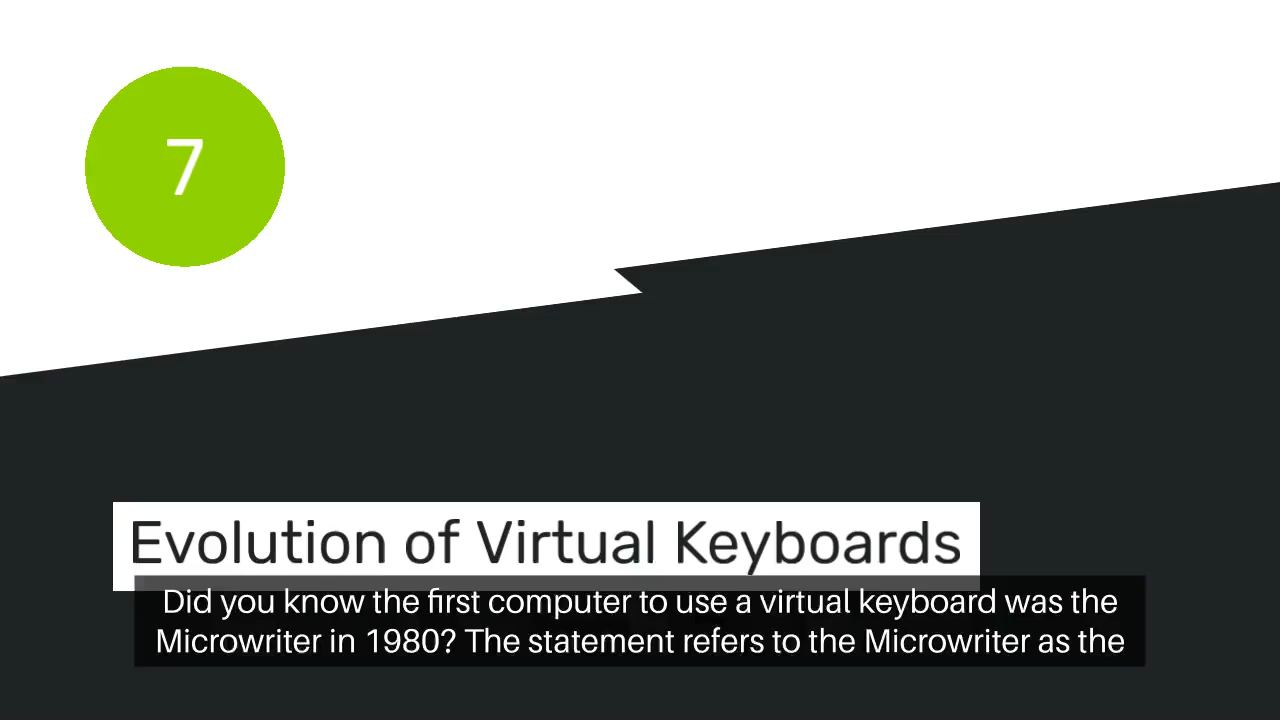 7
Evolution of Virtual Keyboards
Did you know the first computer to use a virtual keyboard was the
Microwriter in 1980? The statement refers to the Microwriter as the